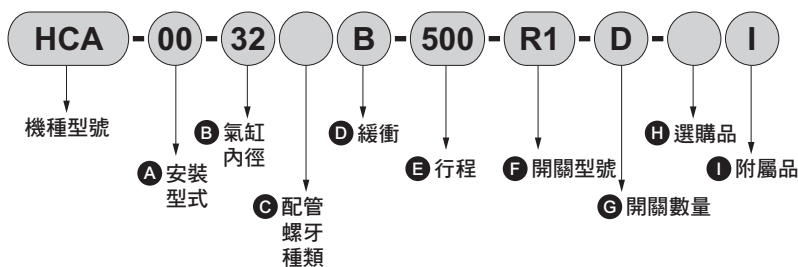 HCA-00-32 B-500-R1-D- I
機種型號
A 安裝
型式
B 氣缸
內徑
C 配管
螺牙
種類
D 緩衝
E 行程
F 開關型號
G 開關數量
H 選購品
I 附屬品